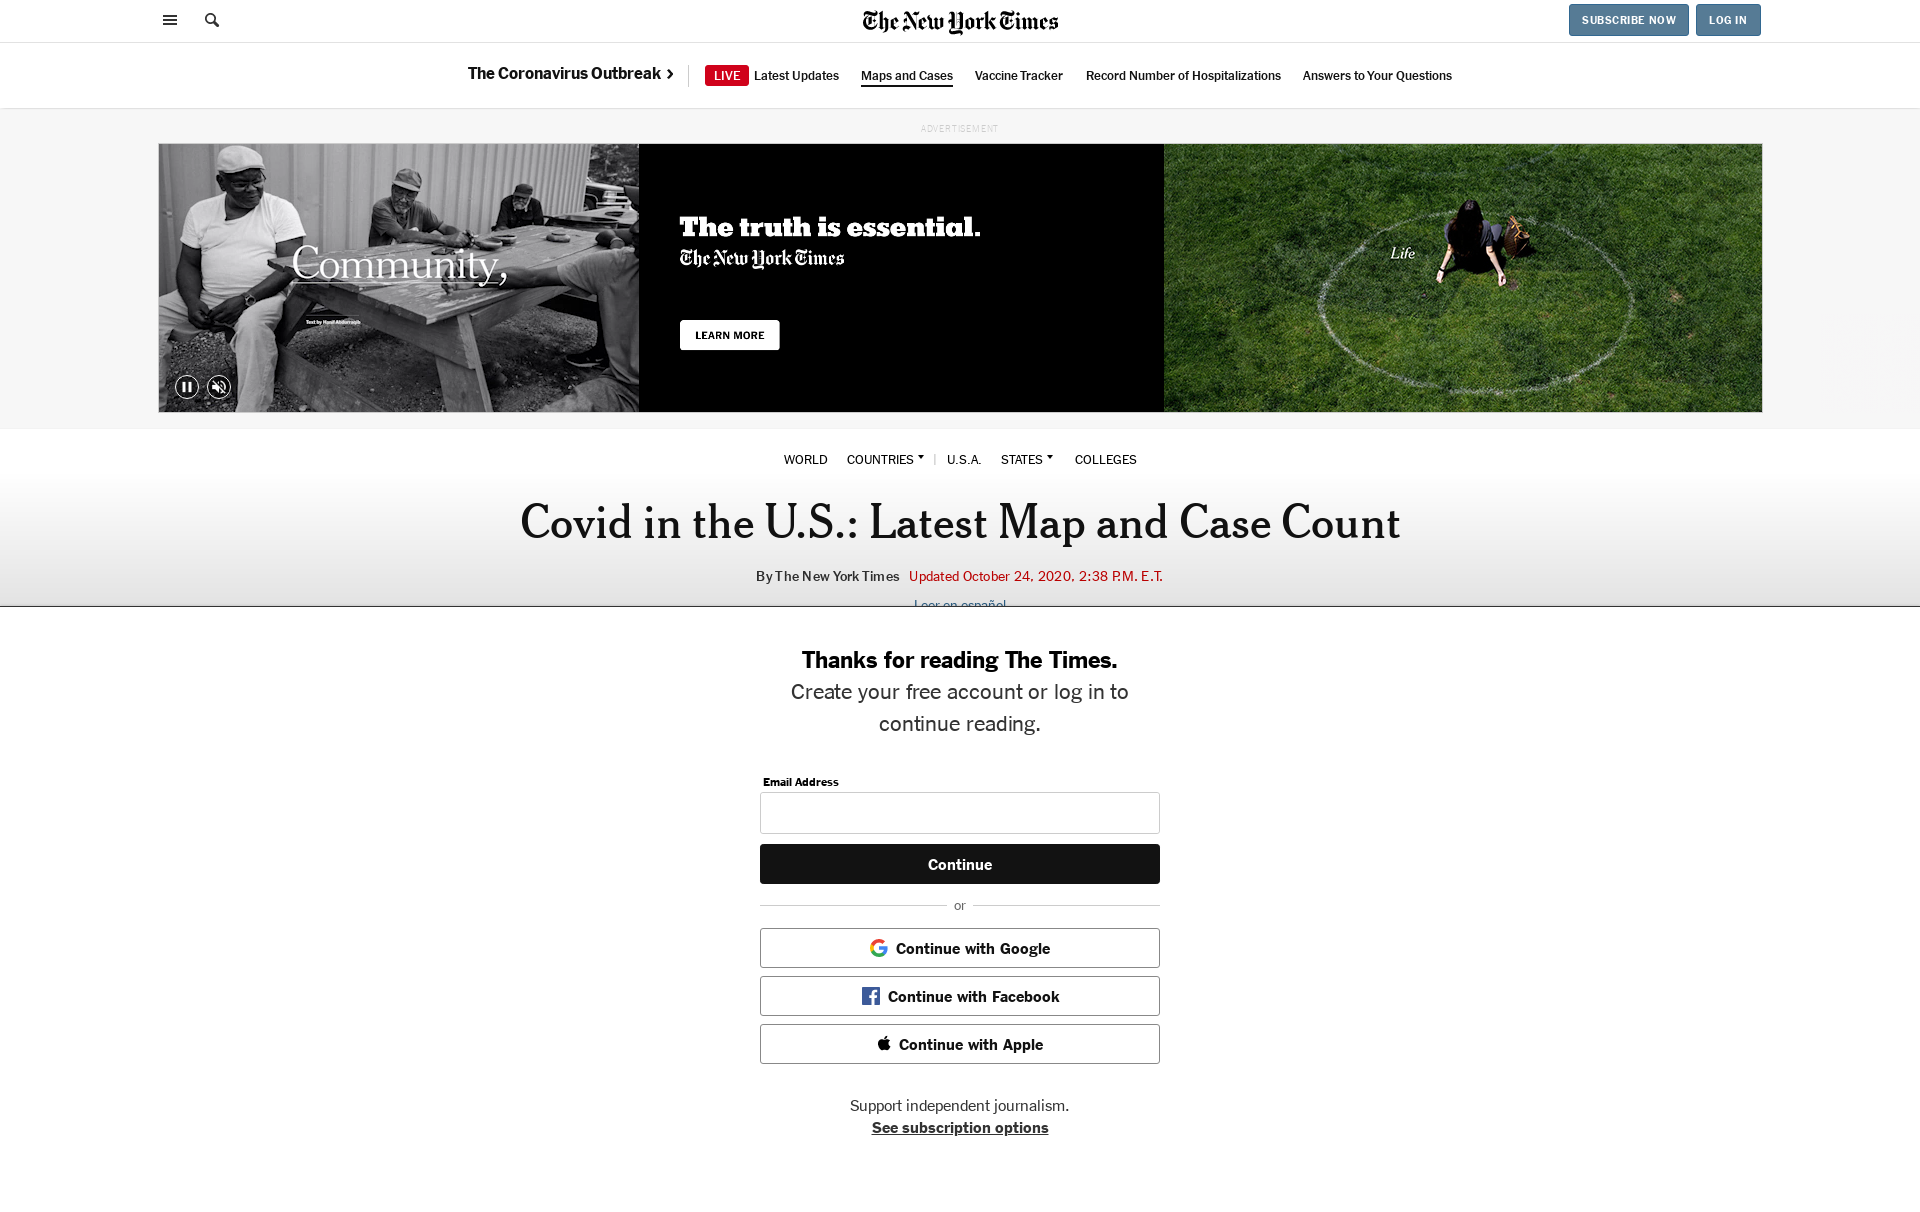 The New York Times
SUBSCRIBE NOW
LOG IN
The Coronavirus Outbreak
LIVE Latest Updates
Maps and Cases
Vaccine Tracker
Record Number of Hospitalizations
Answers to Your Questions
ADVERTISEMENT
Community,
Text by Hanif Abdurraqib
The truth is essential.
The New York Times
LEARN MORE
Life
WORLD
COUNTRIES
U.S.A.
STATES
COLLEGES
Covid in the U.S.: Latest Map and Case Count
By The New York Times Updated October 24, 2020, 2:38 P.M. E.T.
Leer en español
Thanks for reading The Times.
Create your free account or log in to
continue reading.
Email Address
Continue
or
Continue with Google
Continue with Facebook
Continue with Apple
Support independent journalism.
See subscription options